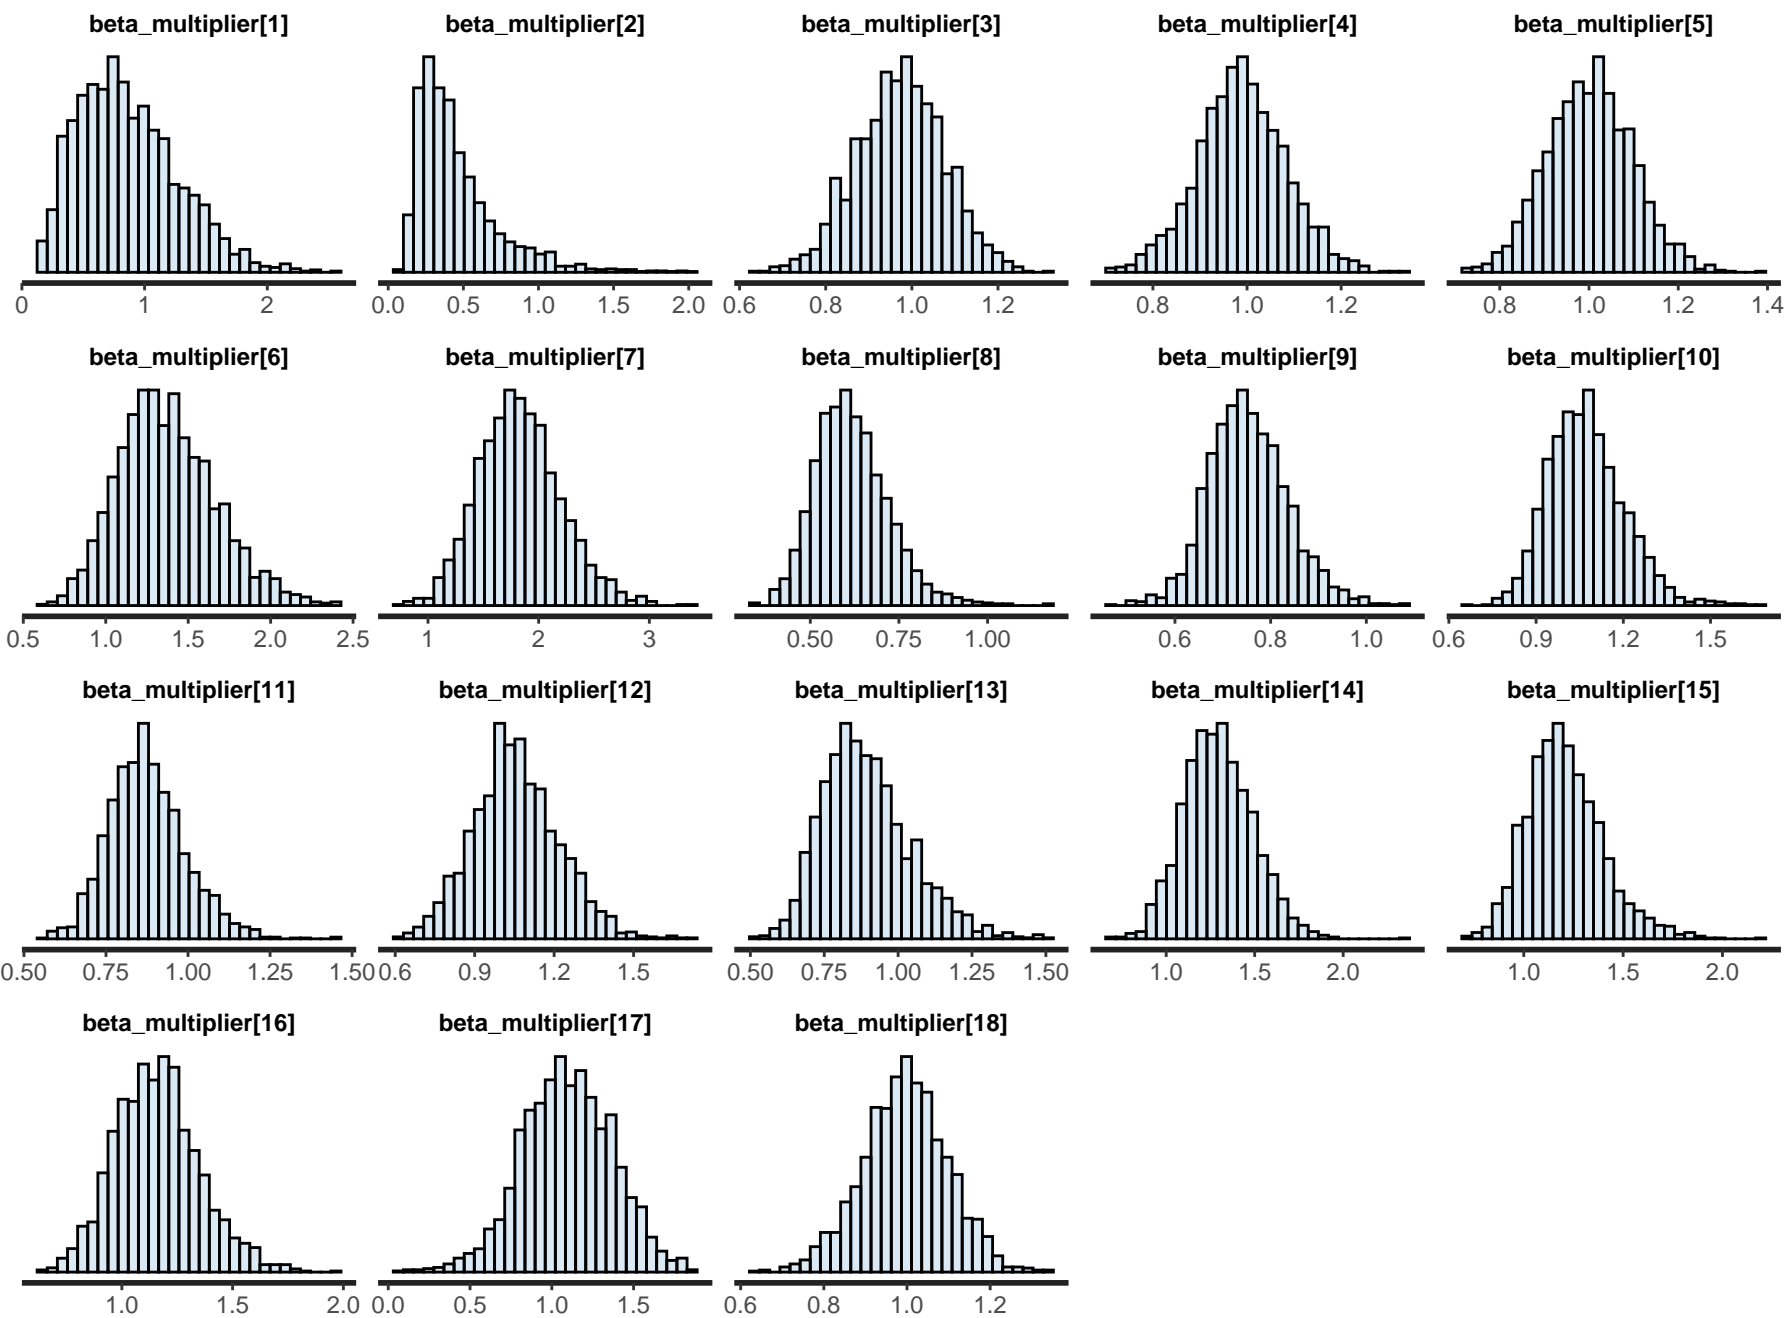 beta_multiplier[1] beta_multiplier[2] beta_multiplier[3] beta_multiplier[4] beta_multiplier[5]
0 1 2 0.0 0.5 1.0 1.5 2.0 0.6 0.8 1.0 1.2 0.8 1.0 1.2 0.8 1.0 1.2 1.4
beta_multiplier[6] beta_multiplier[7] beta_multiplier[8] beta_multiplier[9] beta_multiplier[10]
0.5 1.0 1.5 2.0 2.5 1 2 3 0.50 0.75 1.00 0.6 0.8 1.0 0.6 0.9 1.2 1.5
beta_multiplier[11] beta_multiplier[12] beta_multiplier[13] beta_multiplier[14] beta_multiplier[15]
0.50 0.75 1.00 1.25 1.50 0.6 0.9 1.2 1.5 0.50 0.75 1.00 1.25 1.50 1.0 1.5 2.0 1.0 1.5 2.0
beta_multiplier[16] beta_multiplier[17] beta_multiplier[18]
1.0 1.5 2.0 0.0 0.5 1.0 1.5 0.6 0.8 1.0 1.2